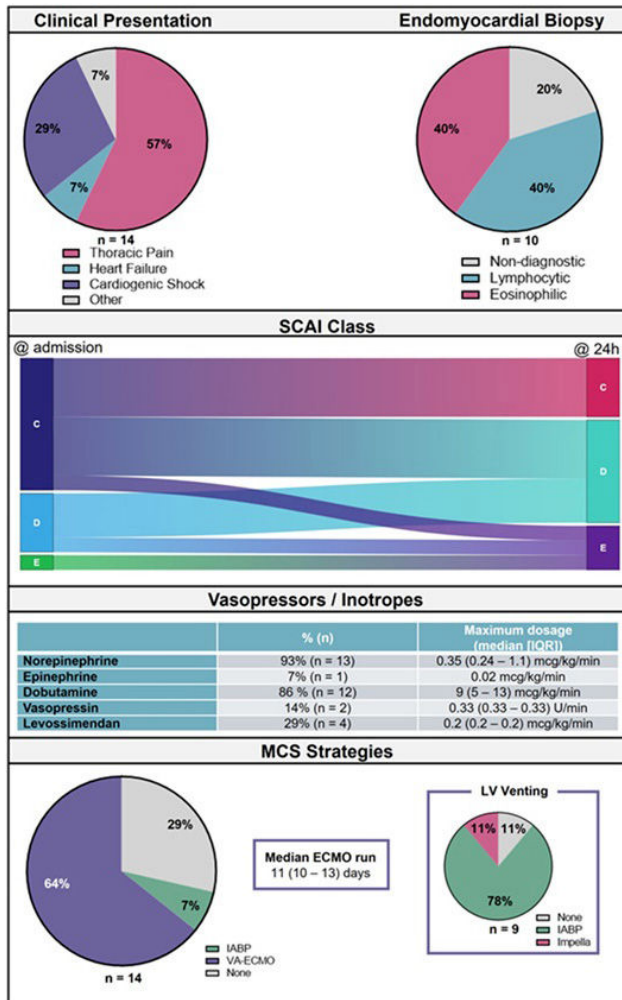 Clinical Presentation
Endomyocardial Biopsy
7%
29%
57%
7%
n = 14
Thoracic Pain
Heart Failure
Cardiogenic Shock
Other
20%
40%
40%
n = 10
Non-diagnostic
Lymphocytic
Eosinophilic
SCAI Class
@ admission
@ 24h
C
C
D
D
E
E
Vasopressors / Inotropes
% (n) Maximum dosage
(median [IQR])
Norepinephrine 93% (n = 13) 0.35 (0.24 – 1.1) mcg/kg/min
Epinephrine 7% (n = 1) 0.02 mcg/kg/min
Dobutamine 86 % (n = 12) 9 (5 – 13) mcg/kg/min
Vasopressin 14% (n = 2) 0.33 (0.33 – 0.33) U/min
Levossimendan 29% (n = 4) 0.2 (0.2 – 0.2) mcg/kg/min
MCS Strategies
29%
64%
7%
n = 14
IABP
VA-ECMO
None
Median ECMO run
11 (10 – 13) days
LV Venting
11%
11%
78%
n = 9
None
IABP
Impella